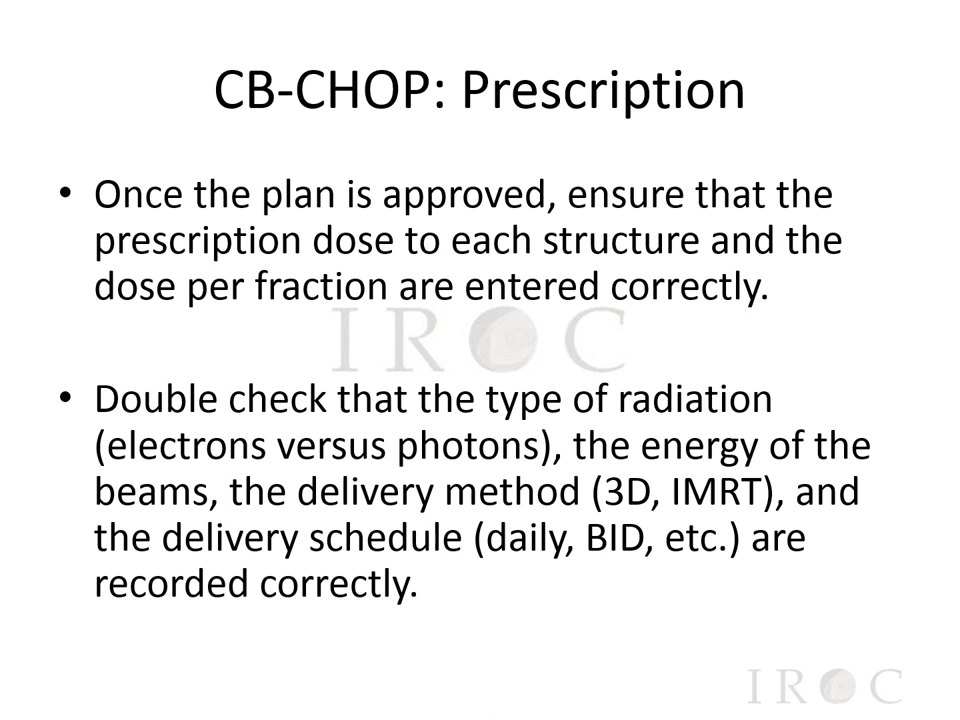 CB-CHOP: Prescription
• Once the plan is approved, ensure that the
prescription dose to each structure and the
dose per fraction are entered correctly.
IROC
• Double check that the type of radiation
(electrons versus photons), the energy of the
beams, the delivery method (3D, IMRT), and
the delivery schedule (daily, BID, etc.) are
recorded correctly.
IROC